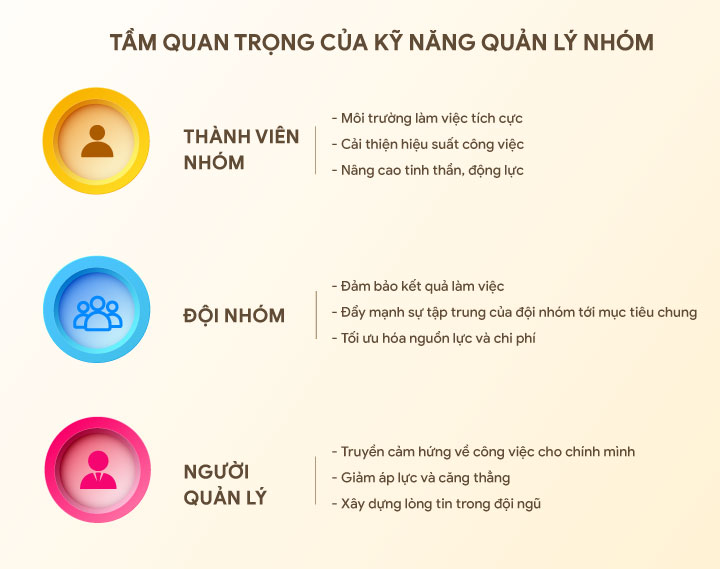 TẦM QUAN TRỌNG CỦA KỸ NĂNG QUẢN LÝ NHÓM
THÀNH VIÊN
NHÓM
- Môi trường làm việc tích cực
- Cải thiện hiệu suất công việc
- Nâng cao tinh thần, động lực
ĐỘI NHÓM
- Đảm bảo kết quả làm việc
- Đẩy mạnh sự tập trung của đội nhóm tới mục tiêu chung
- Tối ưu hóa nguồn lực và chi phí
NGƯỜI
QUẢN LÝ
- Truyền cảm hứng về công việc cho chính mình
- Giảm áp lực và căng thẳng
- Xây dựng lòng tin trong đội ngũ